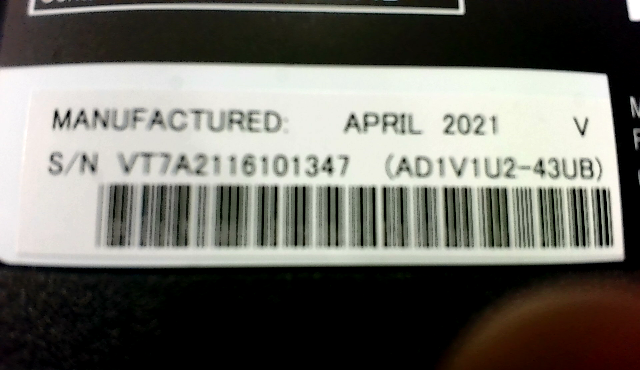 MANUFACTURED: APRIL 2021 V
S/N VT7A2116101347 (AD1V1U2-43UB)